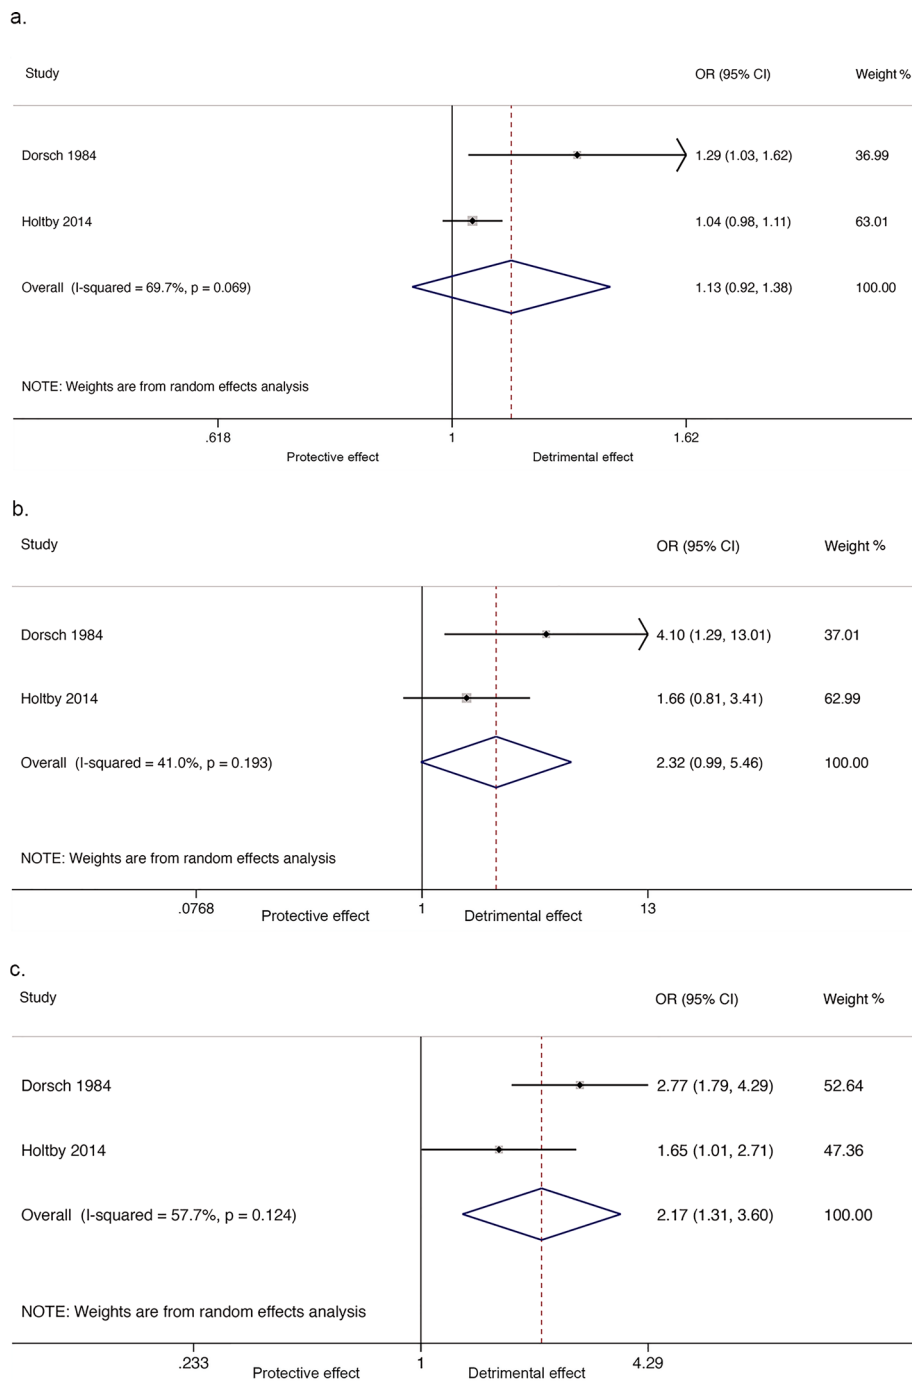 a.
Study OR (95% CI) Weight %
Dorsch 1984 1.29 (1.03, 1.62) 36.99
Holtby 2014 1.04 (0.98, 1.11) 63.01
Overall (I-squared = 69.7%, p = 0.069) 1.13 (0.92, 1.38) 100.00
NOTE: Weights are from random effects analysis
.618 1 1.62
Protective effect Detrimental effect
b.
Study OR (95% CI) Weight %
Dorsch 1984 4.10 (1.29, 13.01) 37.01
Holtby 2014 1.66 (0.81, 3.41) 62.99
Overall (I-squared = 41.0%, p = 0.193) 2.32 (0.99, 5.46) 100.00
NOTE: Weights are from random effects analysis
.0768 1 13
Protective effect Detrimental effect
c.
Study OR (95% CI) Weight %
Dorsch 1984 2.77 (1.79, 4.29) 52.64
Holtby 2014 1.65 (1.01, 2.71) 47.36
Overall (I-squared = 57.7%, p = 0.124) 2.17 (1.31, 3.60) 100.00
NOTE: Weights are from random effects analysis
.233 1 4.29
Protective effect Detrimental effect